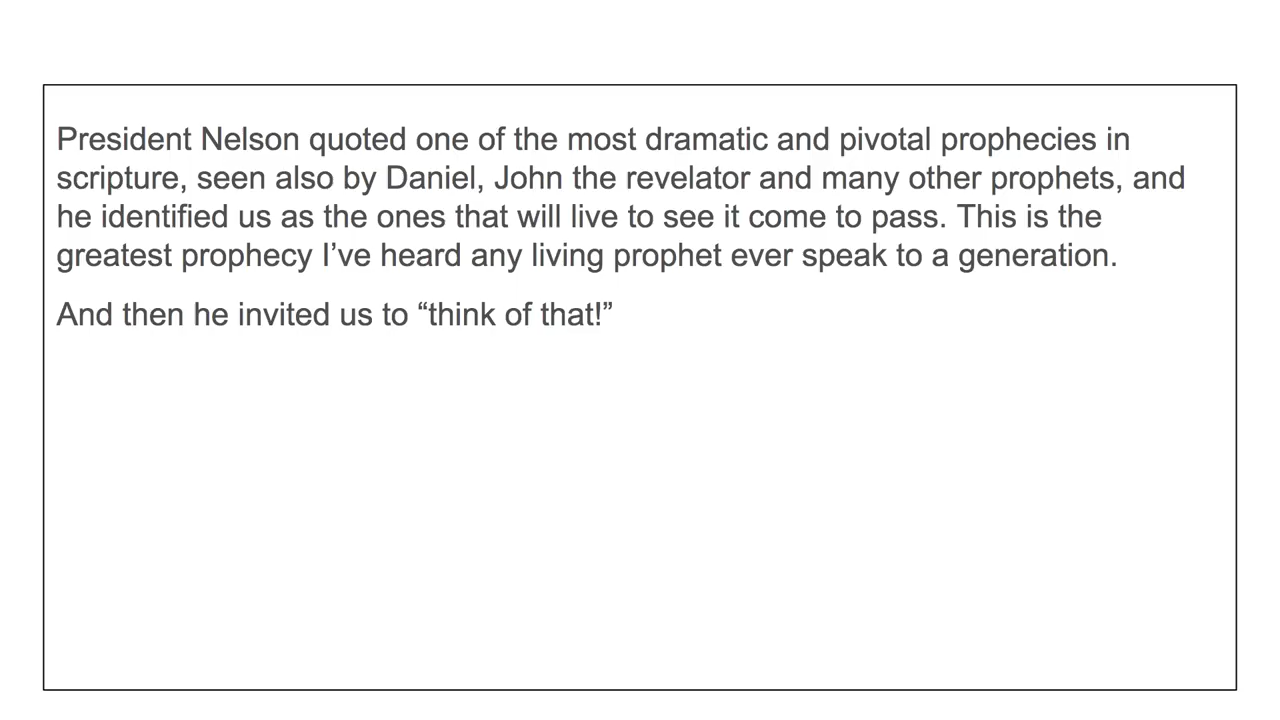 President Nelson quoted one of the most dramatic and pivotal prophecies in
scripture, seen also by Daniel, John the revelator and many other prophets, and
he identified us as the ones that will live to see it come to pass. This is the
greatest prophecy I’ve heard any living prophet ever speak to a generation.
And then he invited us to “think of that!”